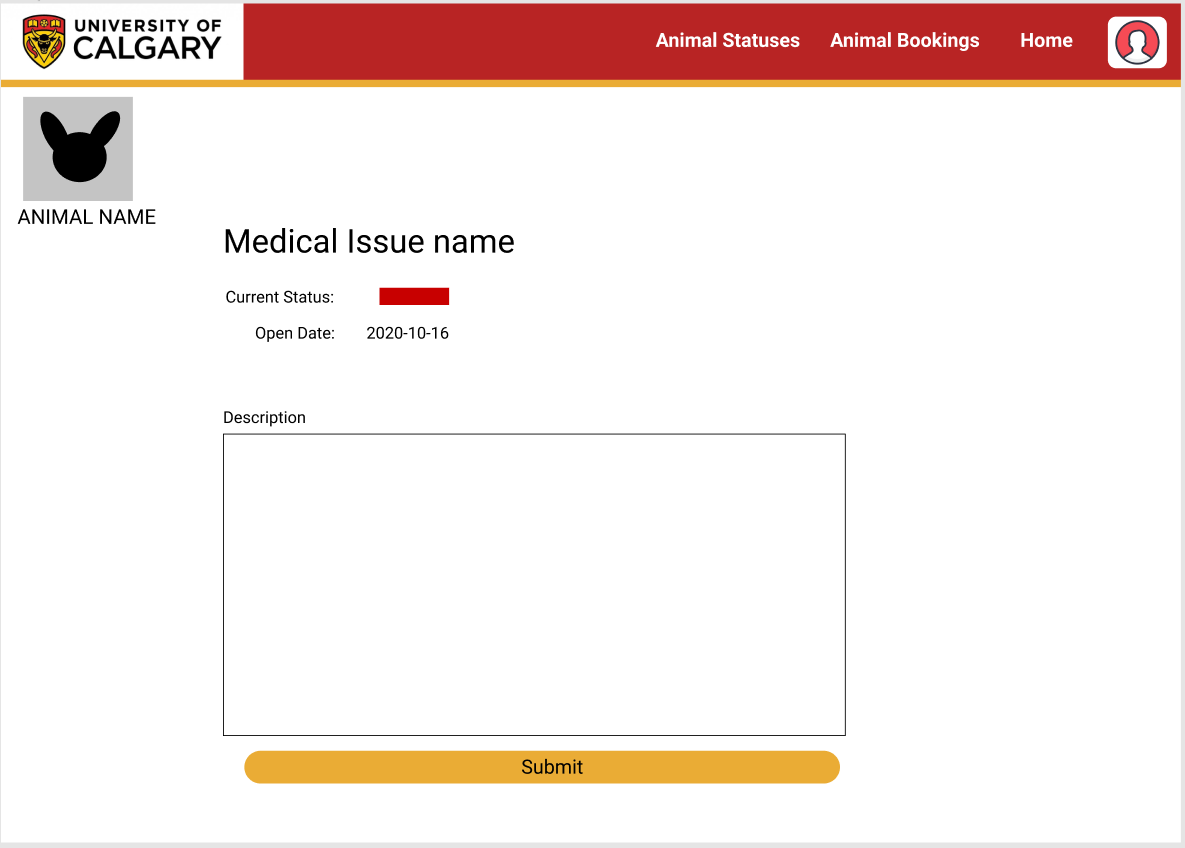 UNIVERSITY OF
CALGARY
Animal Statuses Animal Bookings Home
ANIMAL NAME
Medical Issue name
Current Status:
Open Date: 2020-10-16
Description
Submit